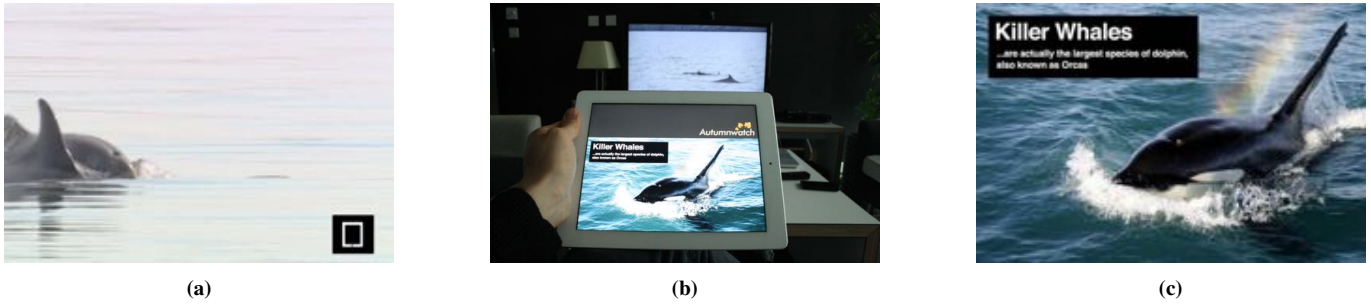 Autumnwatch
Killer Whales
...are actually the largest species of dolphin,
also known as Orcas
Killer Whales
...are actually the largest species of dolphin,
also known as Orcas
(a)
(b)
(c)